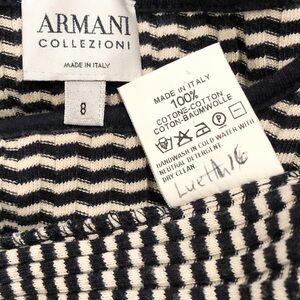 ARMANI
COLLEZIONI
MADE IN ITALY
8
MADE IN ITALY
100%
COTONE-COTTON
COTON-BAUMWOLLE
HANDWASH IN COLD WATER WITH
NEUTRAL DETERGENT.
DRY CLEAN